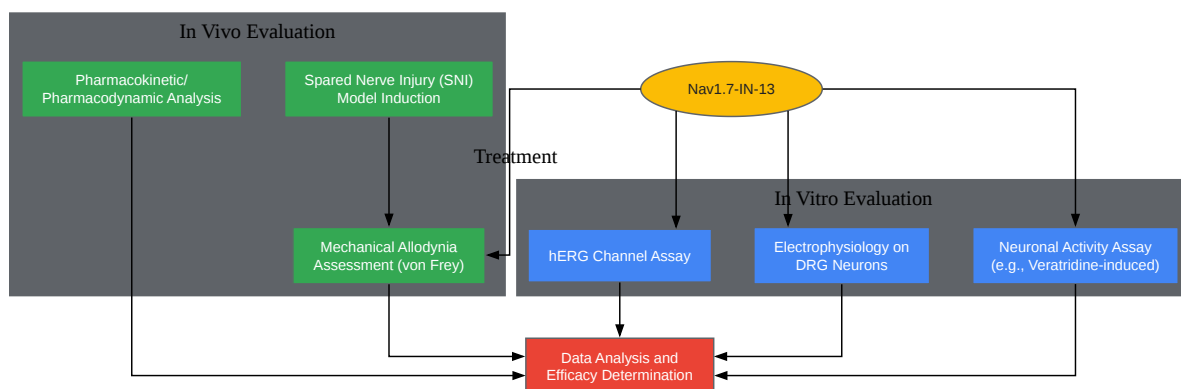 In Vivo Evaluation
Pharmacokinetic/
Pharmacodynamic Analysis
Spared Nerve Injury (SNI)
Model Induction
Nav1.7-IN-13
Treatment
In Vitro Evaluation
Mechanical Allodynia
Assessment (von Frey)
hERG Channel Assay
Electrophysiology on
DRG Neurons
Neuronal Activity Assay
(e.g., Veratridine-induced)
Data Analysis and
Efficacy Determination